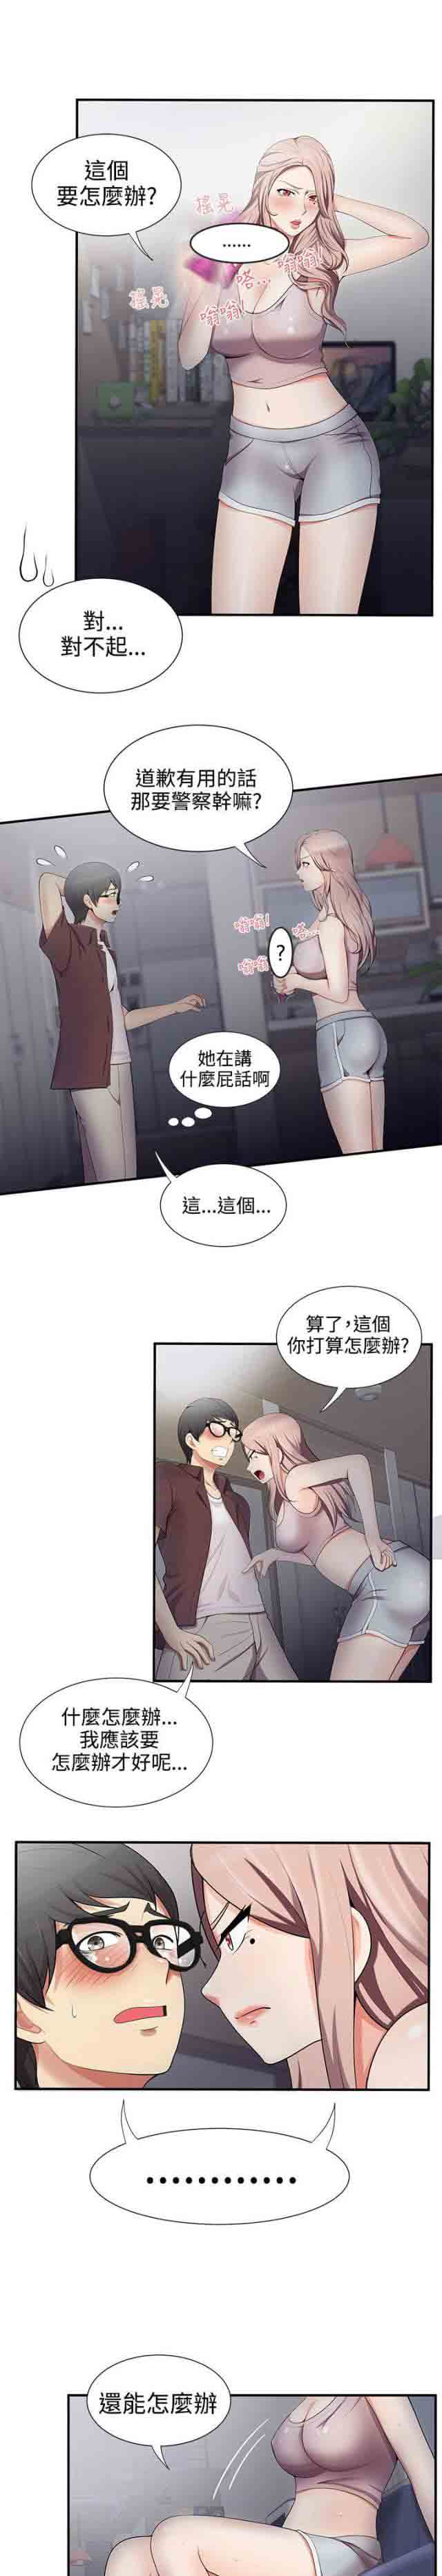 這個
要怎麼辦?
搖晃
......
嗒...
嗡嗡!
嗡嗡!
搖晃
對...
對不起...
道歉有用的話
那要警察幹嘛?
嗡嗡!
嗒...
?
嗡嗡!
她在講
什麼屁話啊
這...這個...
算了,這個
你打算怎麼辦?
什麼怎麼辦...
我應該要
怎麼辦才好呢...
............
還能怎麼辦